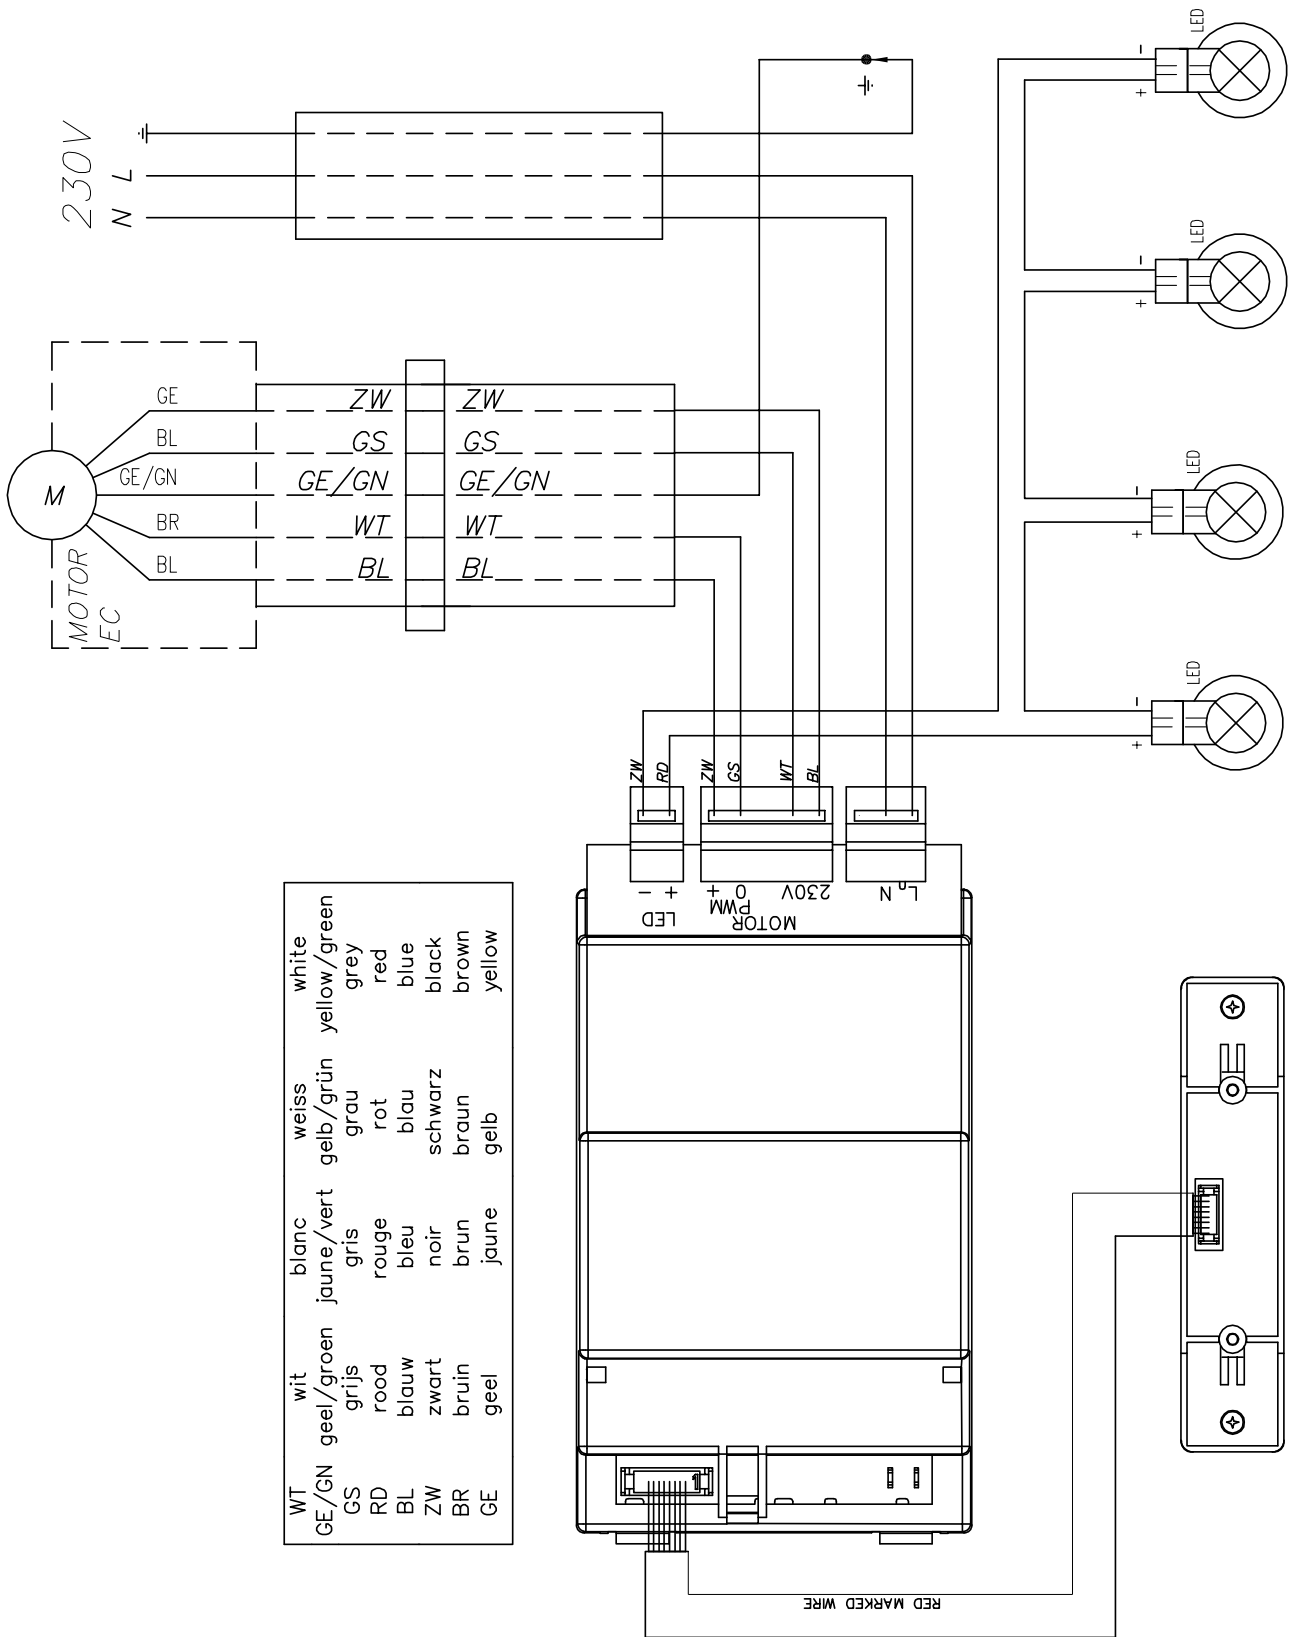 230V
L
N
MOTOR
EC
M
GE
BL
GE/GN
BR
BL
ZW
GS
GE/GN
WT
BL
ZW
GS
GE/GN
WT
BL
LED
-
+
LED
-
+
LED
-
+
LED
-
+
ZW
RD
ZW
GS
WT
BL
- +
LED
+ 0
PWM
230V
MOTOR
N Ln
WT wit blanc weiss white
GE/GN geel/groen jaune/vert gelb/grün yellow/green
GS grijs gris grau grey
RD rood rouge rot red
BL blauw bleu blau blue
ZW zwart noir schwarz black
BR bruin brun braun brown
GE geel jaune gelb yellow
1
RED MARKED WIRE